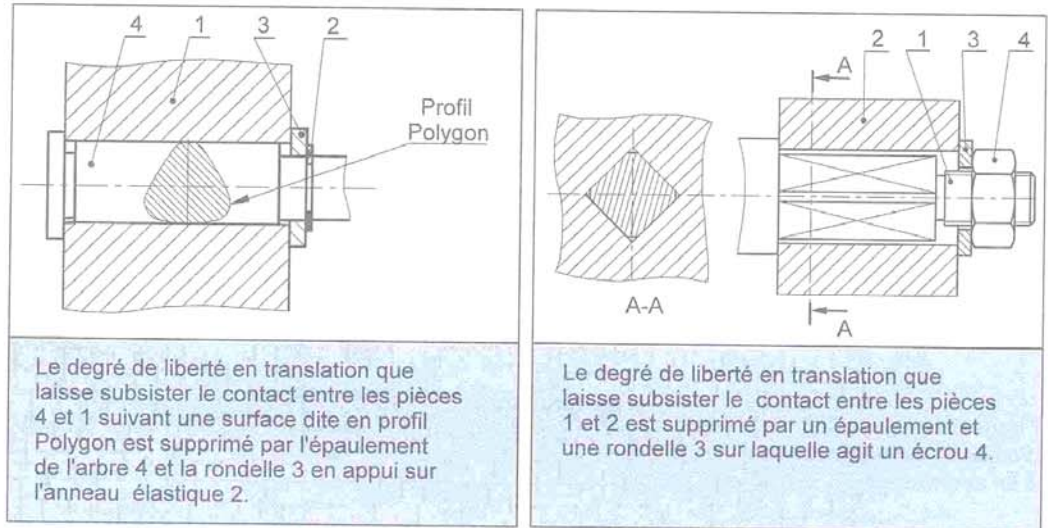 4 1 3 2
Profil
Polygon
Le degré de liberté en translation que
laisse subsister le contact entre les pièces
4 et 1 suivant une surface dite en profil
Polygon est supprimé par l'épaulement
de l'arbre 4 et la rondelle 3 en appui sur
l'anneau élastique 2.
2 1 3 4
A
A-A
A
Le degré de liberté en translation que
laisse subsister le contact entre les pièces
1 et 2 est supprimé par un épaulement et
une rondelle 3 sur laquelle agit un écrou 4.